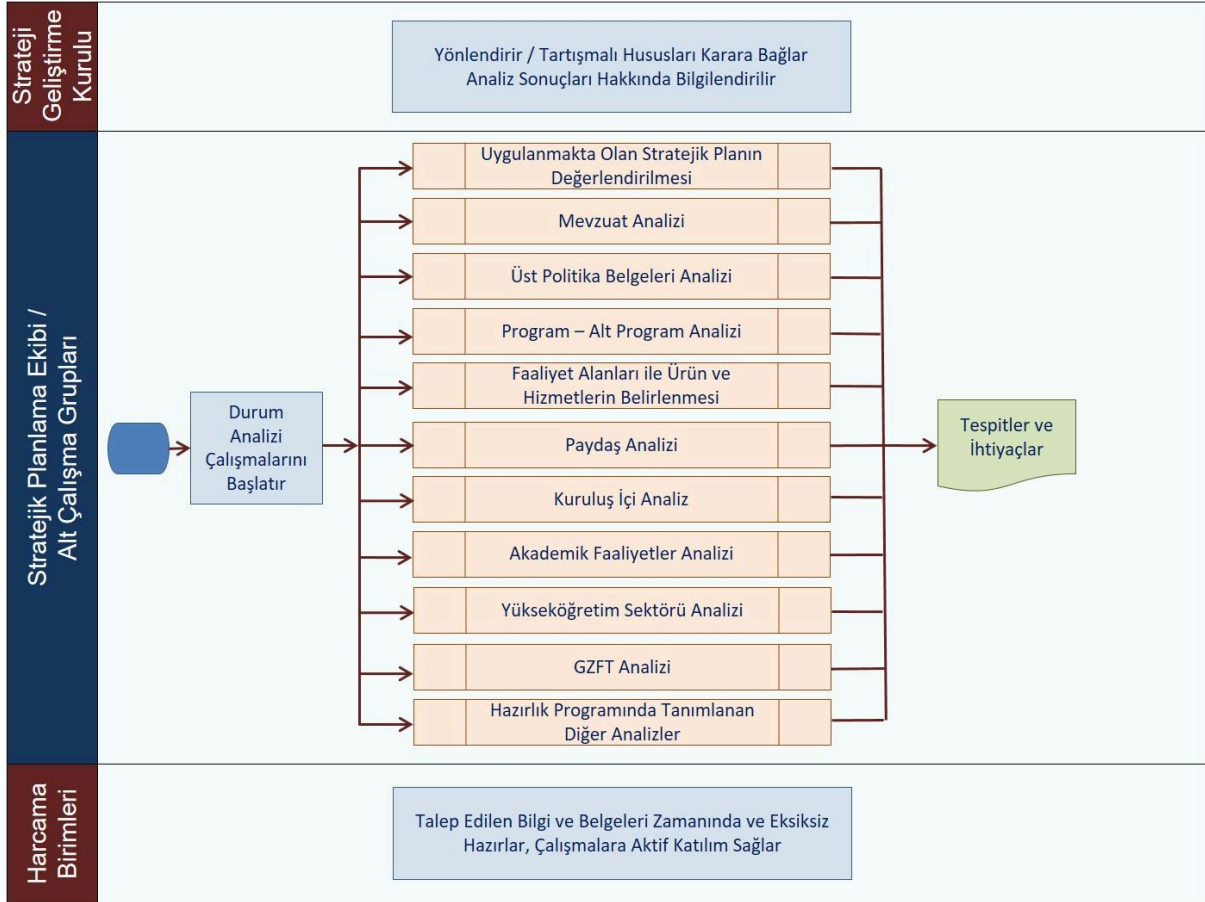 Strateji
Geliştirme
Kurulu
Yönlendirir / Tartışmalı Hususları Karara Bağlar
Analiz Sonuçları Hakkında Bilgilendirilir
Stratejik Planlama Ekibi /
Alt Çalışma Grupları
Durum
Analizi
Çalışmalarını
Başlatır
Uygulanmakta Olan Stratejik Planın
Değerlendirilmesi
Mevzuat Analizi
Üst Politika Belgeleri Analizi
Program – Alt Program Analizi
Faaliyet Alanları ile Ürün ve
Hizmetlerin Belirlenmesi
Paydaş Analizi
Kuruluş İçi Analiz
Akademik Faaliyetler Analizi
Yükseköğretim Sektörü Analizi
GZFT Analizi
Hazırlık Programında Tanımlanan
Diğer Analizler
Tespitler ve
İhtiyaçlar
Harcama
Birimleri
Talep Edilen Bilgi ve Belgeleri Zamanında ve Eksiksiz
Hazırlar, Çalışmalara Aktif Katılım Sağlar